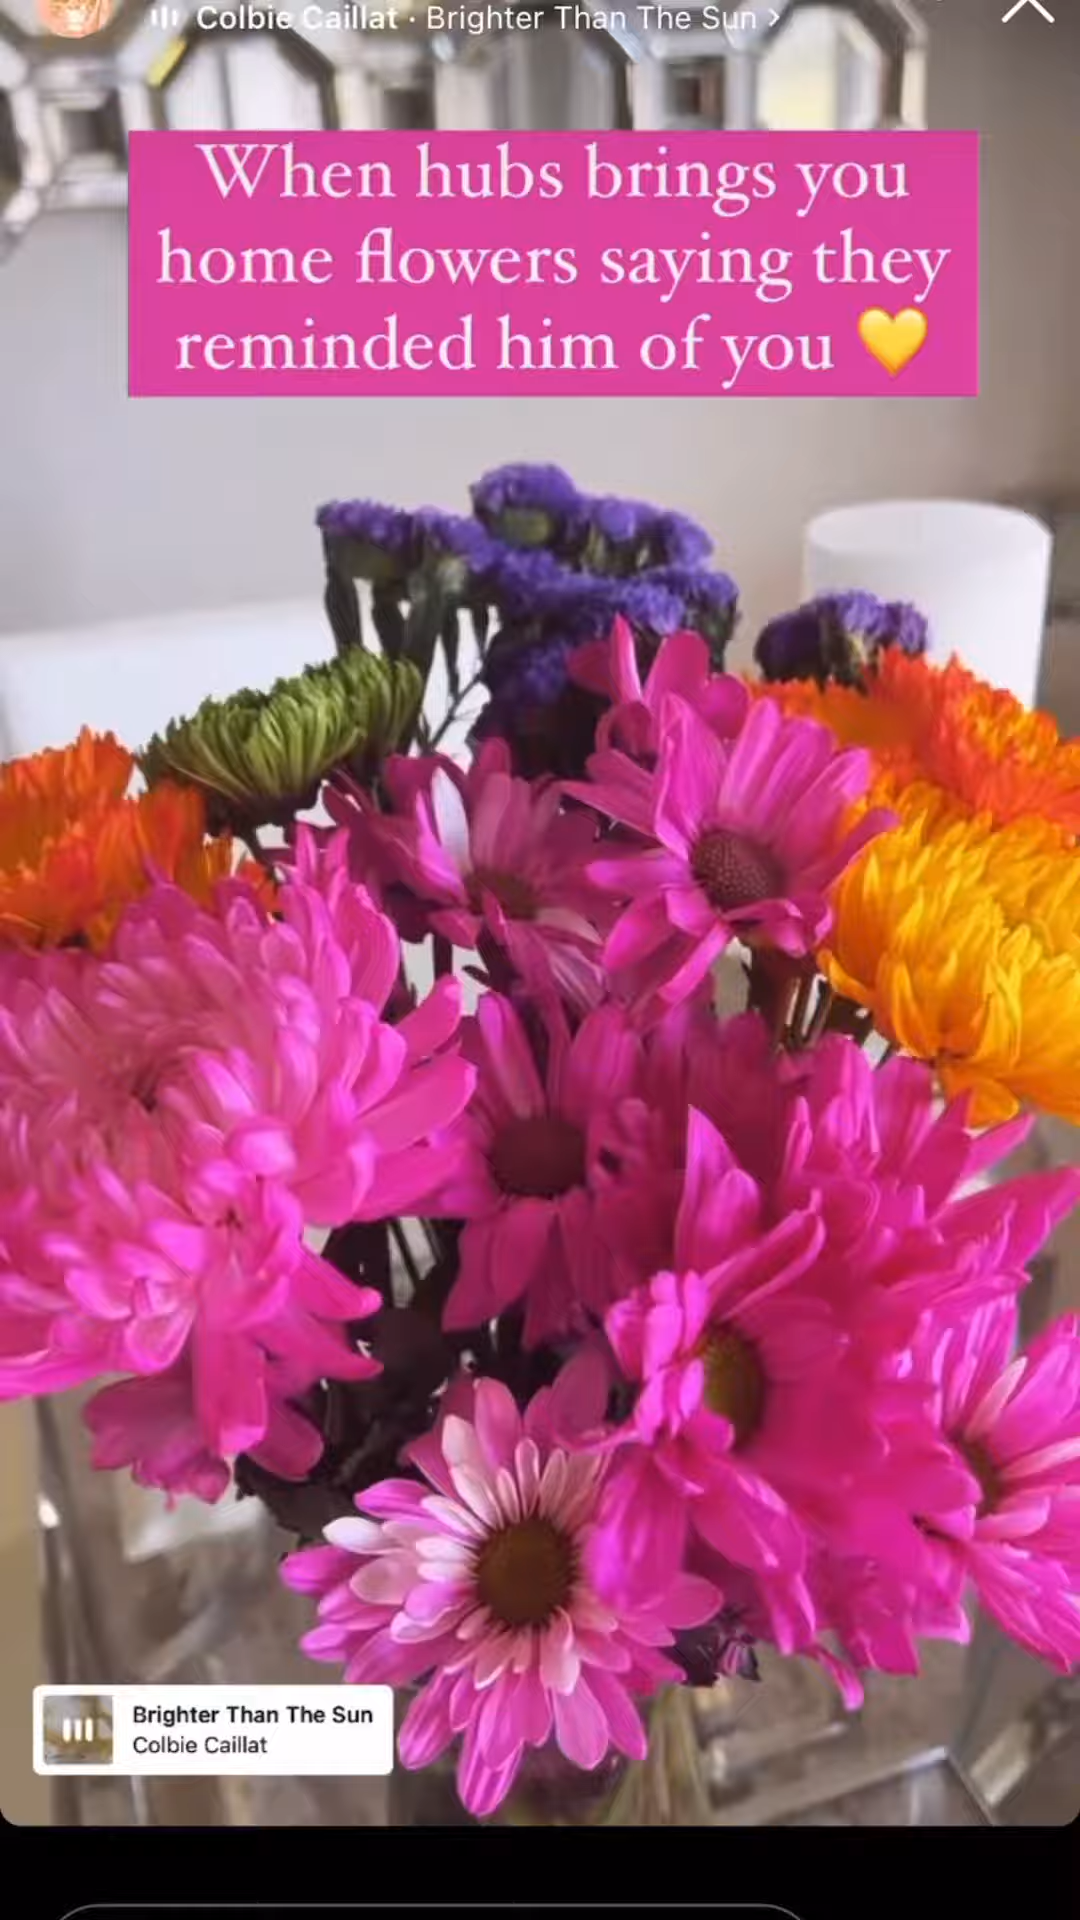 Colbie Caillat · Brighter Than The Sun >
When hubs brings you
home flowers saying they
reminded him of you 💛
Brighter Than The Sun
Colbie Caillat